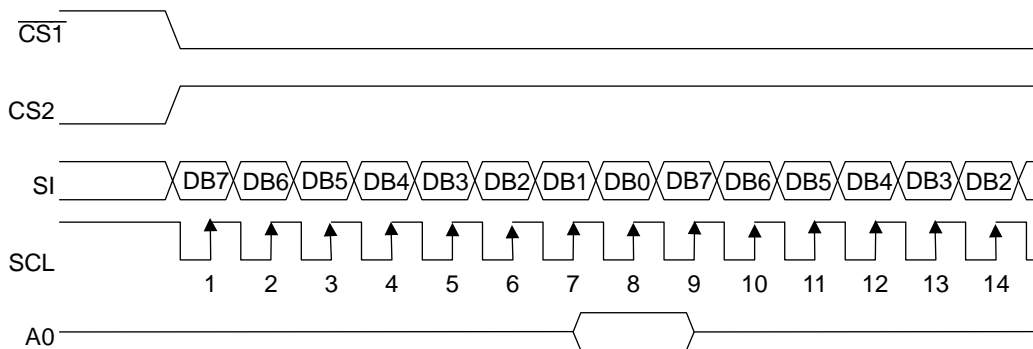 CS1
CS2
SI DB7 DB6 DB5 DB4 DB3 DB2 DB1 DB0 DB7 DB6 DB5 DB4 DB3 DB2
SCL
1 2 3 4 5 6 7 8 9 10 11 12 13 14
A0